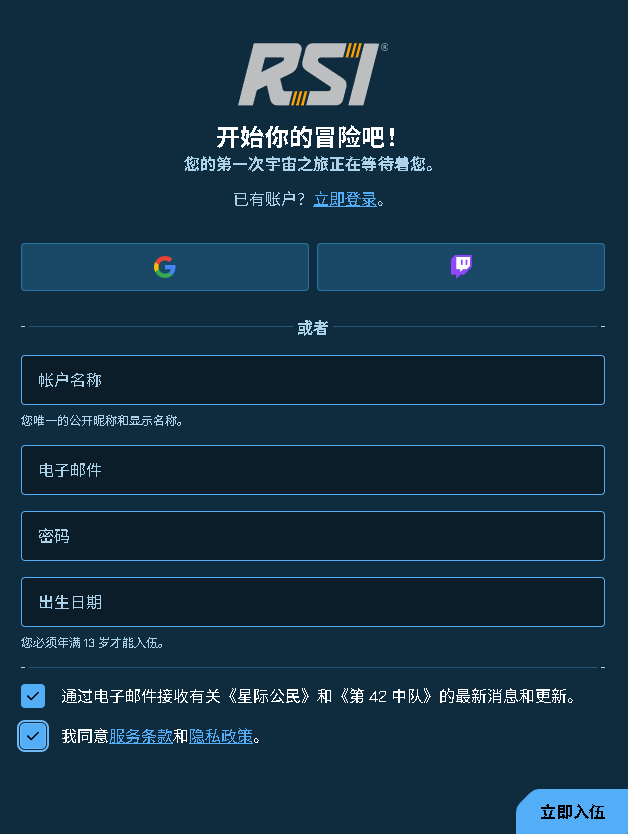 RSI®
开始你的冒险吧！
您的第一次宇宙之旅正在等待着您。
已有账户？立即登录。
或者
帐户名称
您唯一的公开昵称和显示名称。
电子邮件
密码
出生日期
您必须年满 13 岁才能入伍。
通过电子邮件接收有关《星际公民》和《第 42 中队》的最新消息和更新。
我同意服务条款和隐私政策。
立即入伍